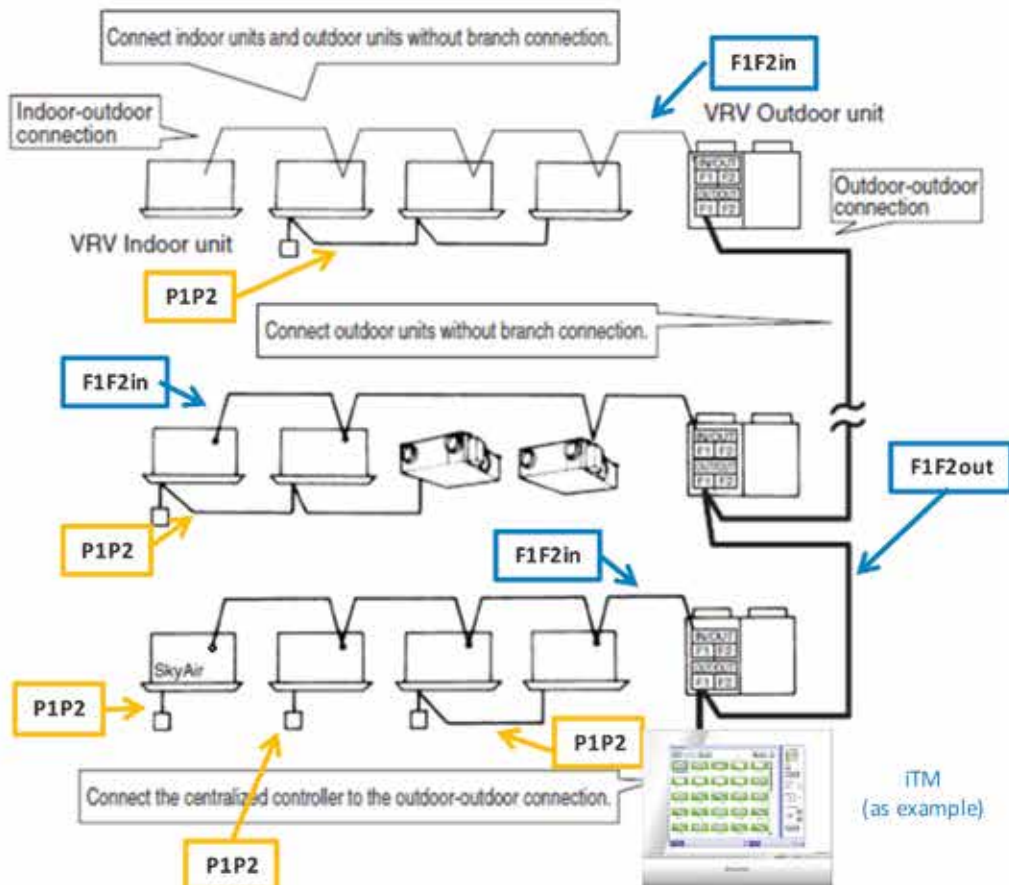 Connect indoor units and outdoor units without branch connection.
F1F2in
Indoor-outdoor
connection
VRV Outdoor unit
IN/OUT
F1 F2
OUT/OUT
F1 F2
Outdoor-outdoor
connection
VRV Indoor unit
P1P2
Connect outdoor units without branch connection.
F1F2in
IN/OUT
F1 F2
OUT/OUT
F1 F2
F1F2out
P1P2
F1F2in
IN/OUT
F1 F2
OUT/OUT
F1 F2
SkyAir
P1P2
P1P2
iTM
(as example)
Connect the centralized controller to the outdoor-outdoor connection.
P1P2